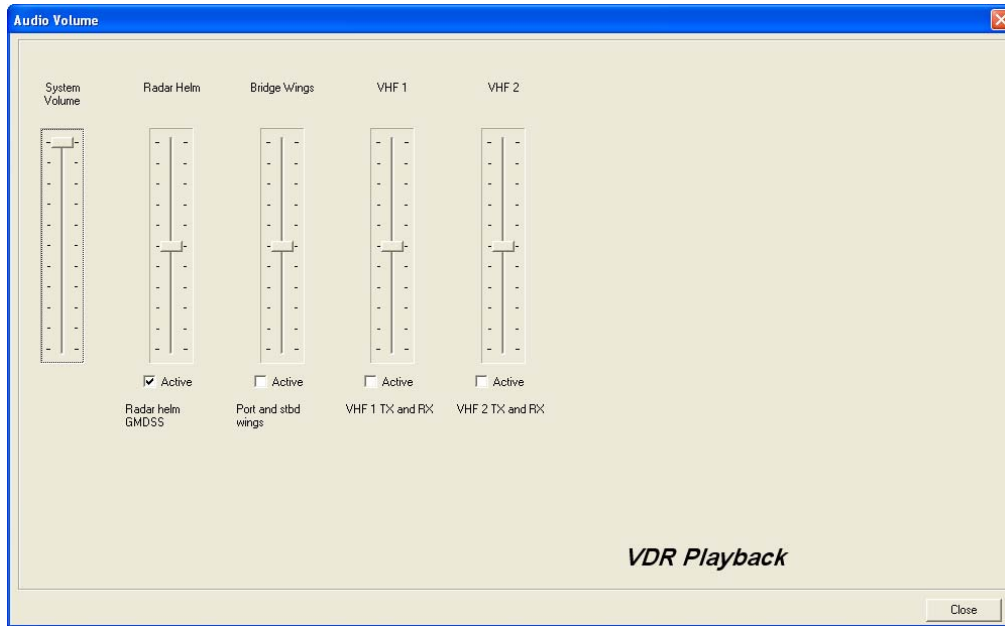 Audio Volume
System
Volume
Radar Helm
Bridge Wings
VHF 1
VHF 2
Active
Active
Active
Active
Radar helm
GMDSS
Port and stbd
wings
VHF 1 TX and RX
VHF 2 TX and RX
VDR Playback
Close